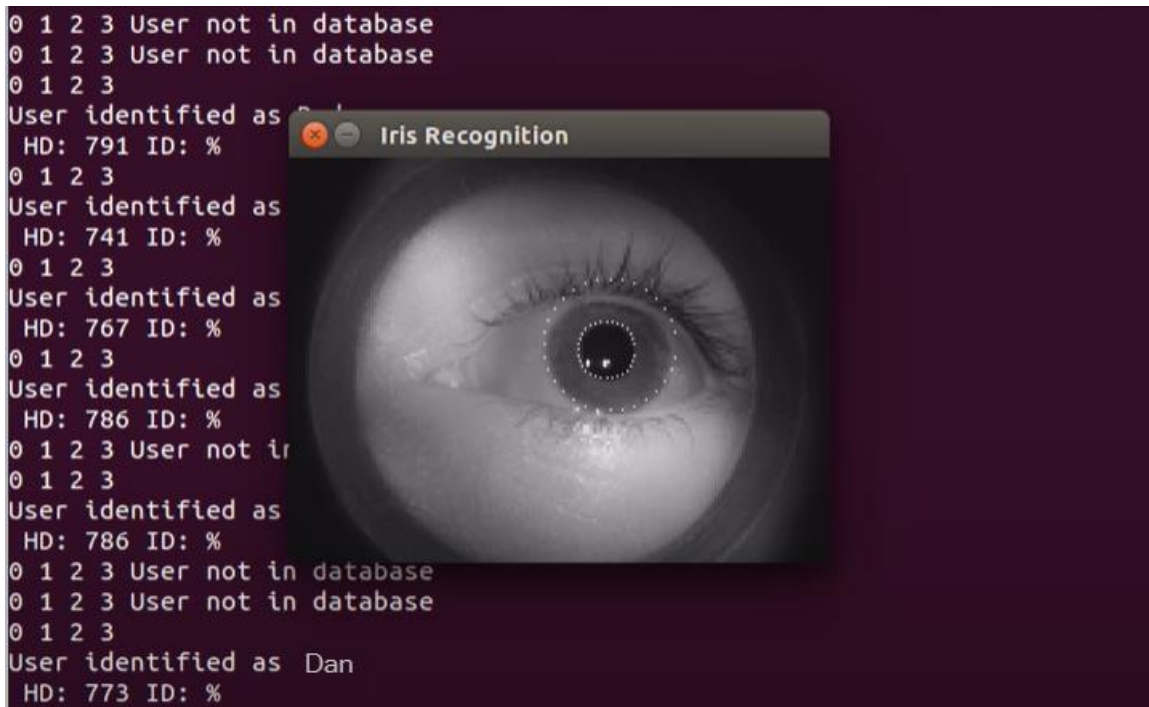 0 1 2 3 User not in database
0 1 2 3 User not in database
0 1 2 3
User identified as
HD: 791 ID: %
Iris Recognition
0 1 2 3
User identified as
HD: 741 ID: %
0 1 2 3
User identified as
HD: 767 ID: %
0 1 2 3
User identified as
HD: 786 ID: %
0 1 2 3 User not
0 1 2 3
User identified as
HD: 786 ID: %
0 1 2 3 User not in database
0 1 2 3 User not in database
0 1 2 3
User identified as Dan
HD: 773 ID: %